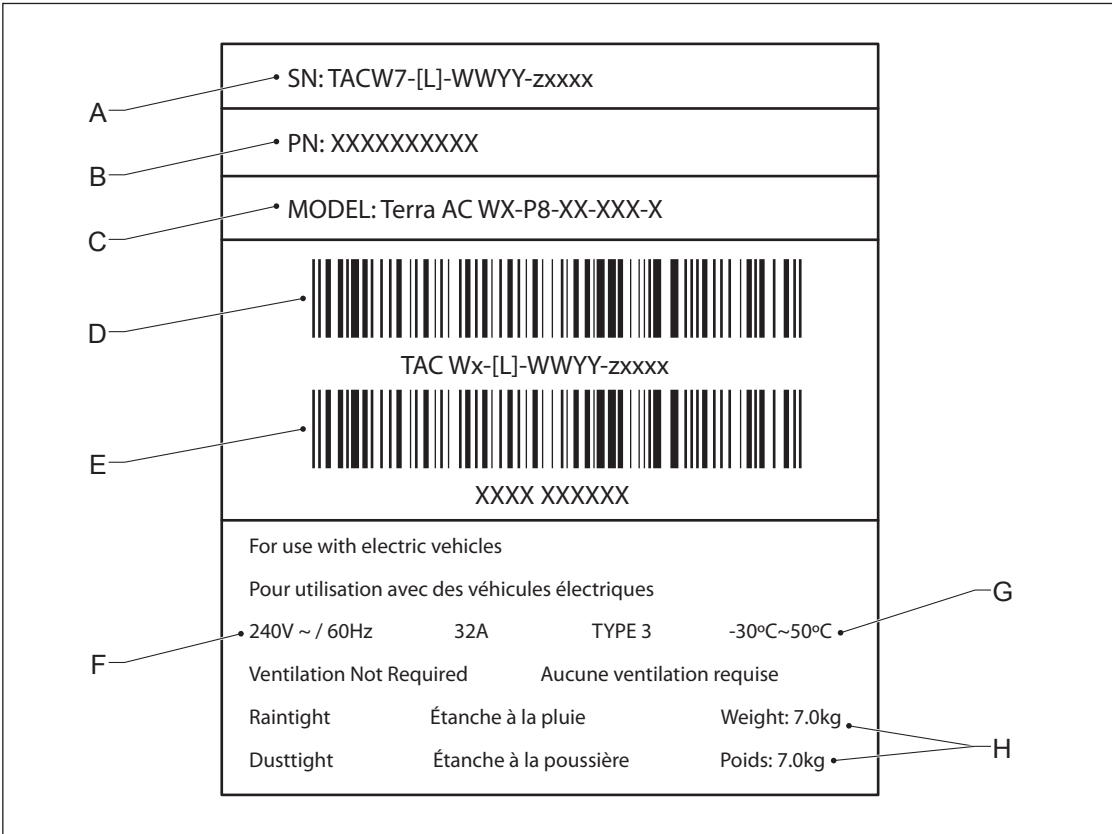 SN: TACW7-[L]-WWYY-zxxxx
A
PN: XXXXXXXXXX
B
MODEL: Terra AC WX-P8-XX-XXX-X
C
D
TAC Wx-[L]-WWYY-zxxxx
E
XXXX XXXXXX
For use with electric vehicles
Pour utilisation avec des véhicules électriques
G
240V ~ / 60Hz 32A TYPE 3 -30ºC~50ºC
F
Ventilation Not Required Aucune ventilation requise
Raintight Étanche à la pluie Weight: 7.0kg
H
Dusttight Étanche à la poussière Poids: 7.0kg